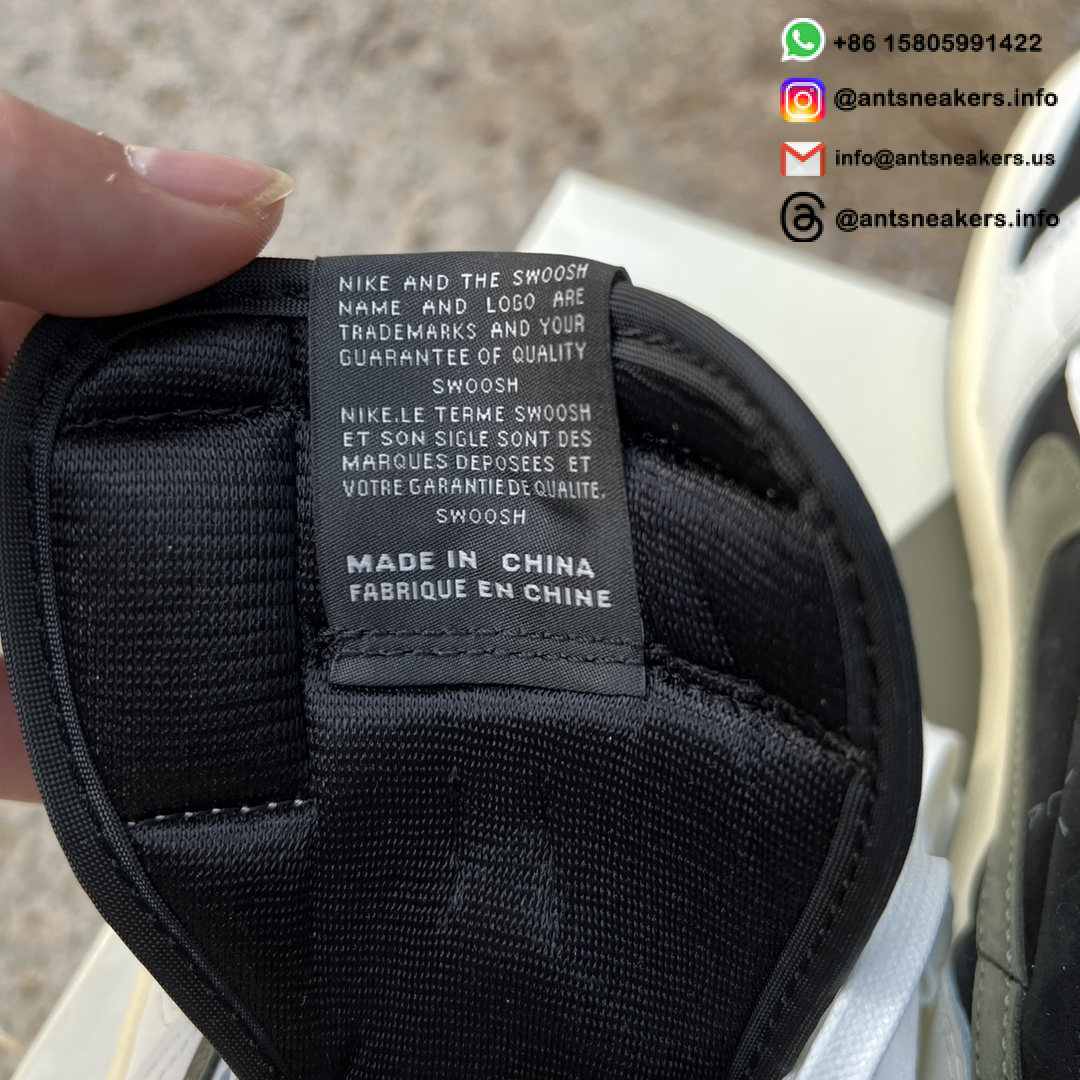 +86 15805991422
@antsneakers.info
info@antsneakers.us
@antsneakers.info
NIKE AND THE SWOOSH
NAME AND LOGO ARE
TRADEMARKS AND YOUR
GUARANTEE OF QUALITY
SWOOSH
NIKE.LE TERME SWOOSH
ET SON SIGLE SONT DES
MARQUES DEPOSEES ET
VOTRE GARANTIE DE QUALITE.
SWOOSH
MADE IN CHINA
FABRIQUE EN CHINE